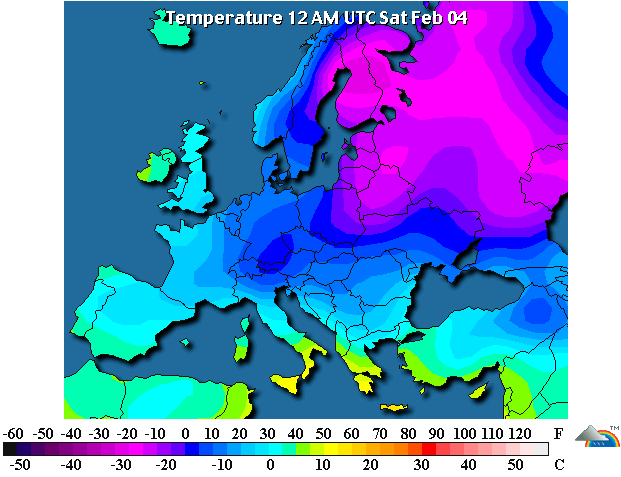 Temperature 12 AM UTC Sat Feb 04
-60 -50 -40 -30 -20 -10 0 10 20 30 40 50 60 70 80 90 100 110 120 F
-50 -40 -30 -20 -10 0 10 20 30 40 50 C
TM